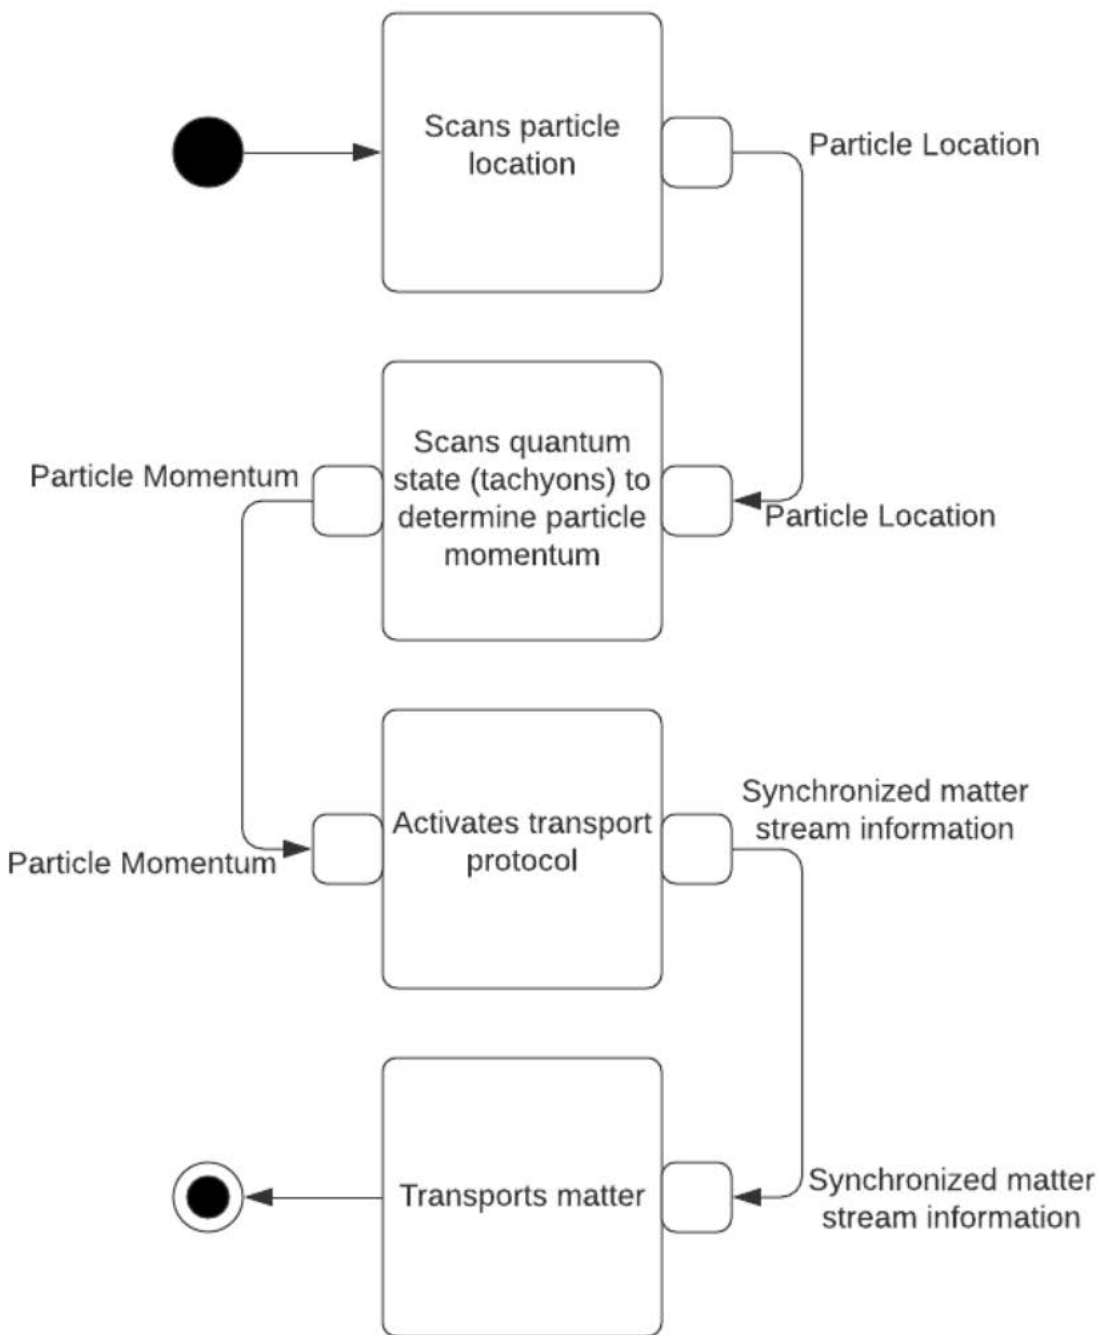 Scans particle
location
Particle Location
Scans quantum
state (tachyons) to
determine particle
momentum
Particle Momentum
Particle Location
Activates transport
protocol
Synchronized matter
stream information
Particle Momentum
Transports matter
Synchronized matter
stream information